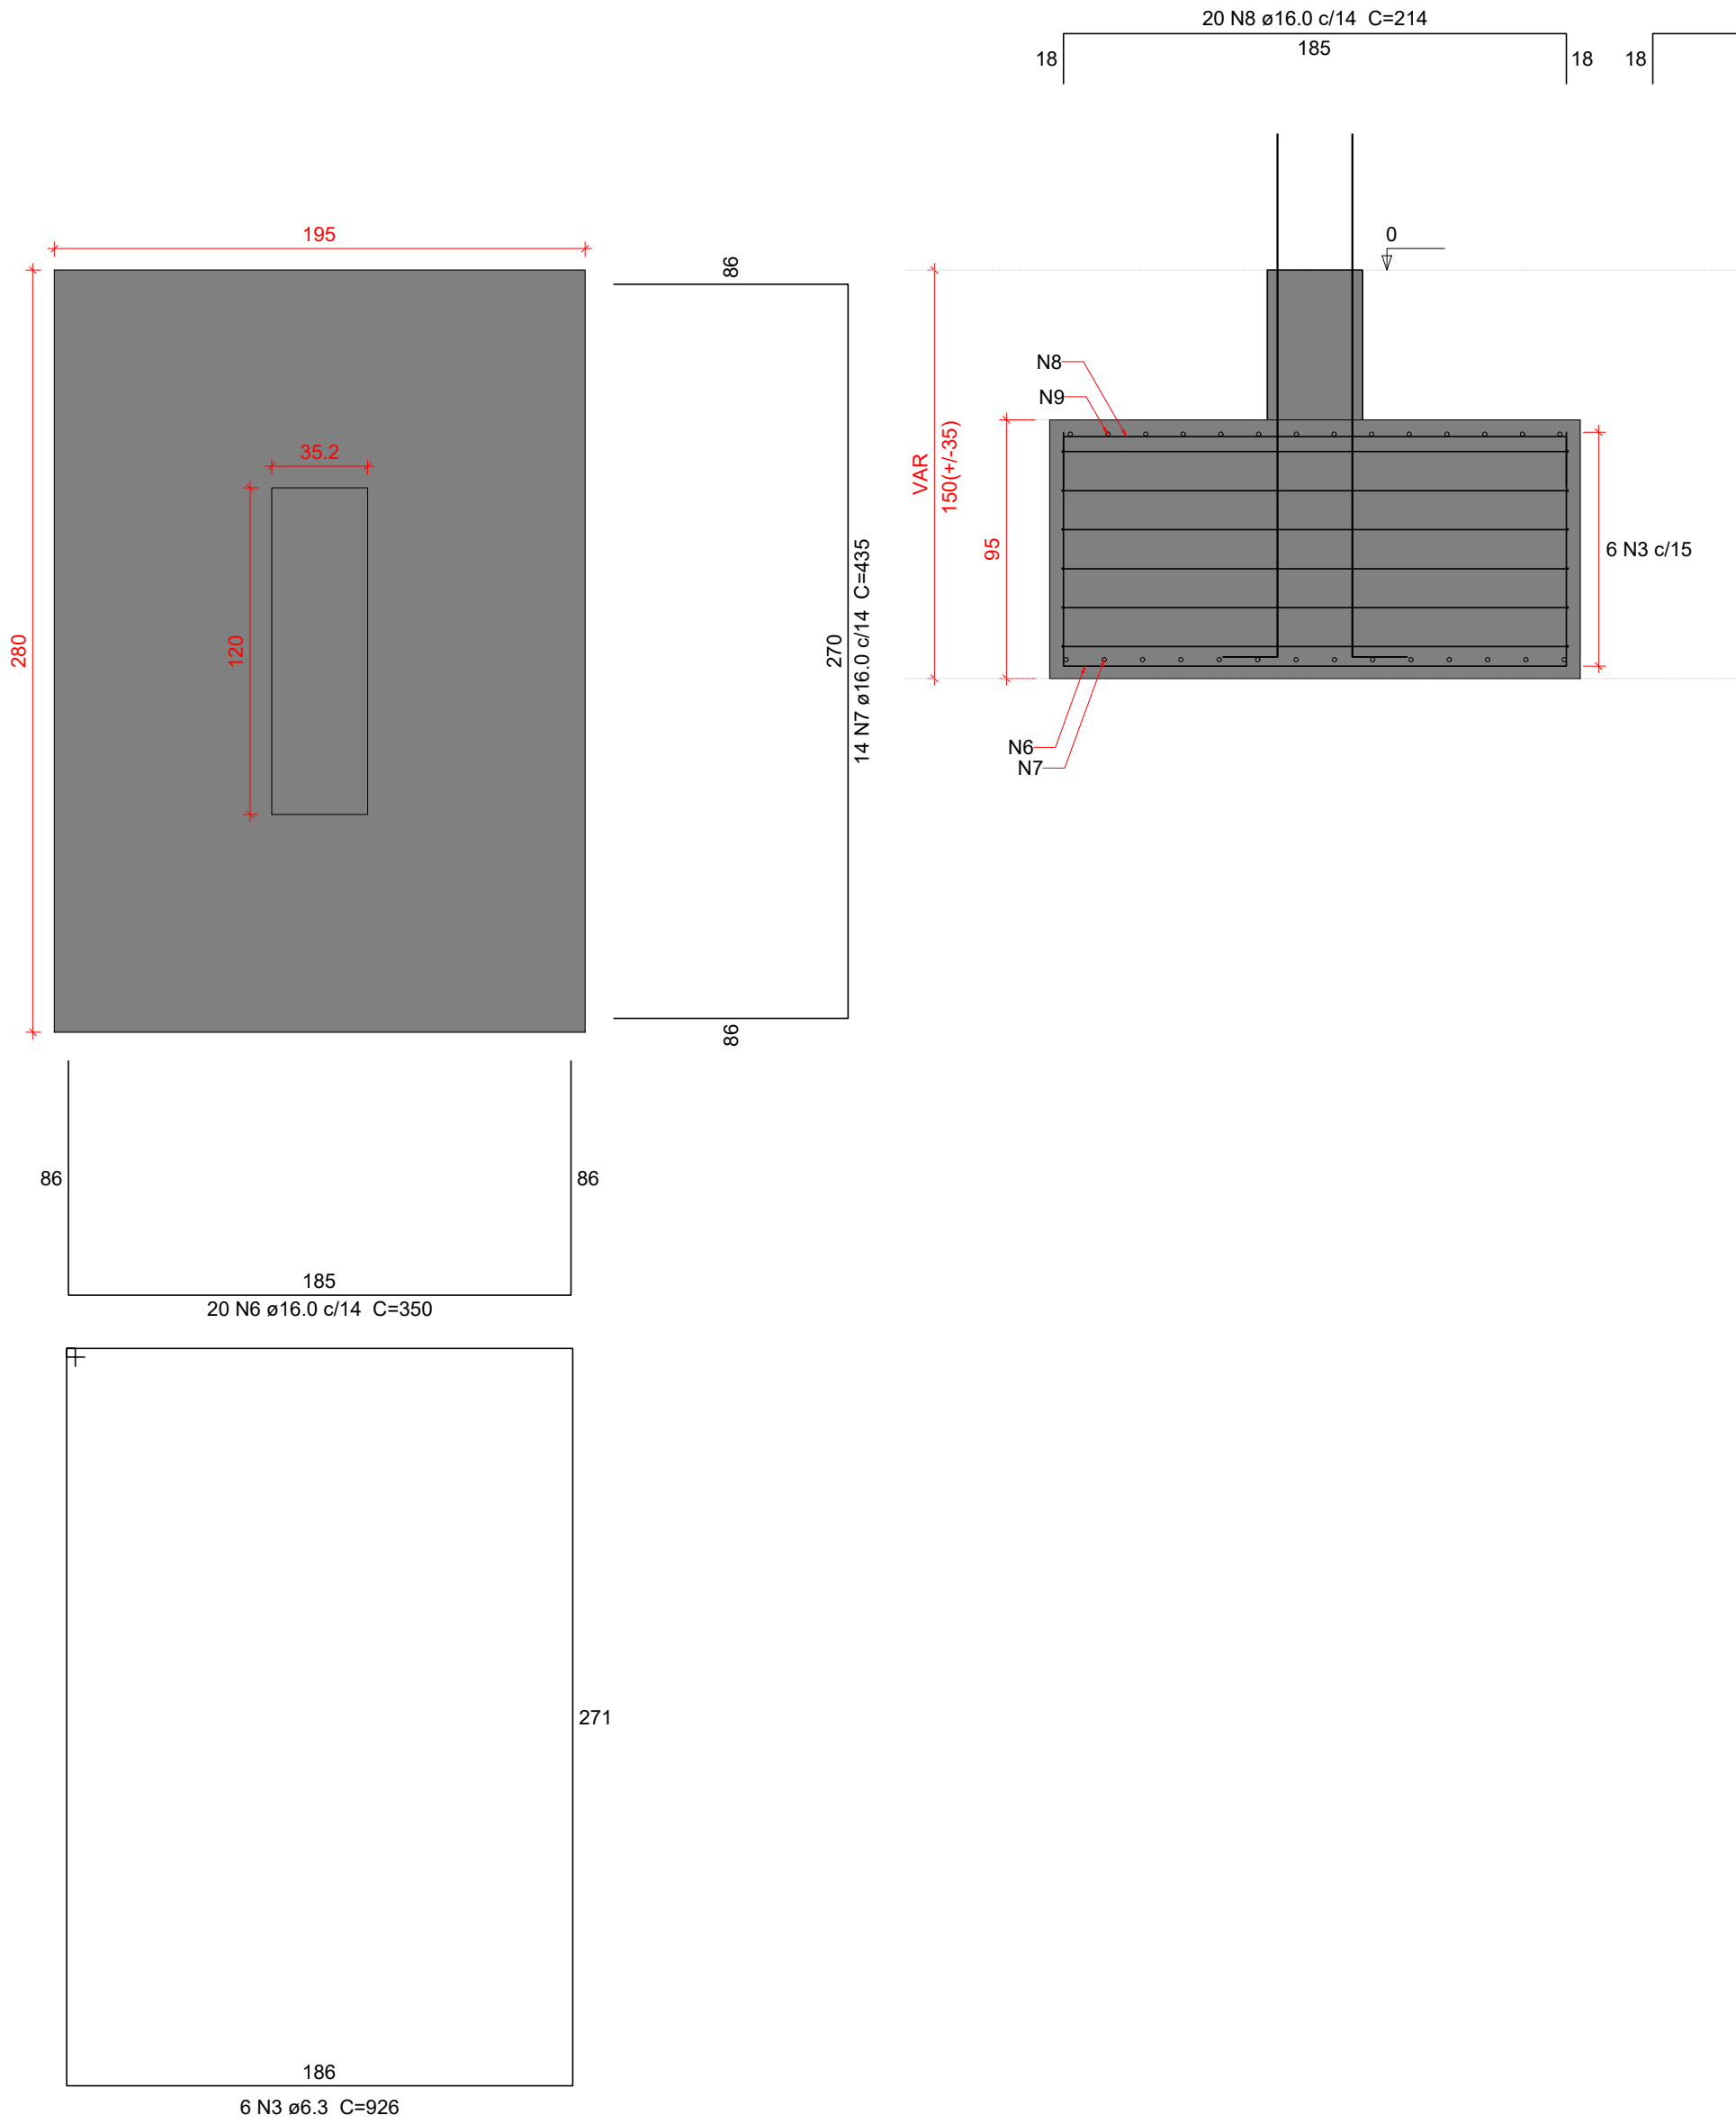 20 N8 ø16.0 c/14 C=214
185
18
18
18
195
86
0
N8
N9
VAR
150(+/-35)
95
6 N3 c/15
35.2
120
280
270
14 N7 ø16.0 c/14 C=435
N6
N7
86
86
86
185
20 N6 ø16.0 c/14 C=350
271
186
6 N3 ø6.3 C=926